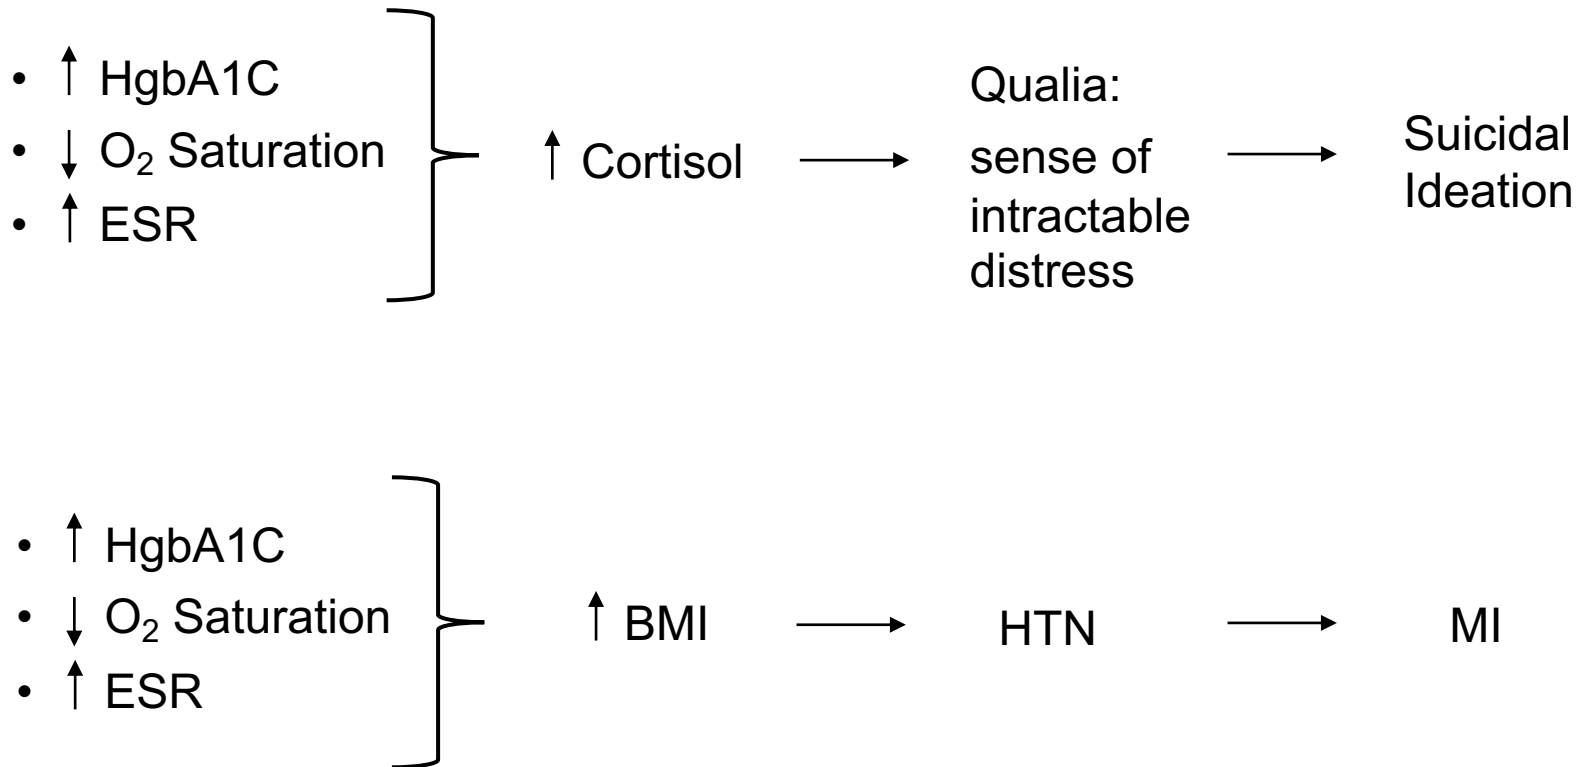 • ↑ HgbA1C
• ↓ O₂ Saturation
• ↑ ESR
↑ Cortisol
Qualia:
sense of
intractable
distress
Suicidal
Ideation
• ↑ HgbA1C
• ↓ O₂ Saturation
• ↑ ESR
↑ BMI
HTN
MI